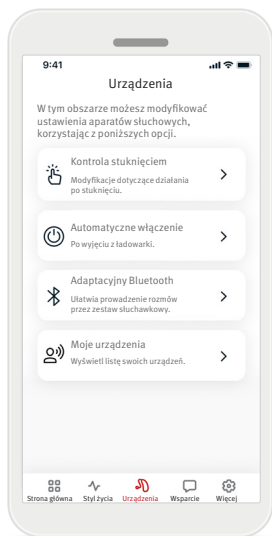 9:41
Urządzenia
W tym obszarze możesz modyfikować
ustawienia aparatów słuchowych,
korzystając z poniższych opcji.
Kontrola stuknięciem
Modyfikacje dotyczące działania
po stuknięciu.
Automatyczne włączenie
Po wyjęciu z ładowarki.
Adaptacyjny Bluetooth
Ułatwia prowadzenie rozmów
przez zestaw słuchawkowy.
Moje urządzenia
Wyświetl listę swoich urządzeń.
Strona główna Styl życia Urządzenia Wsparcie Więcej